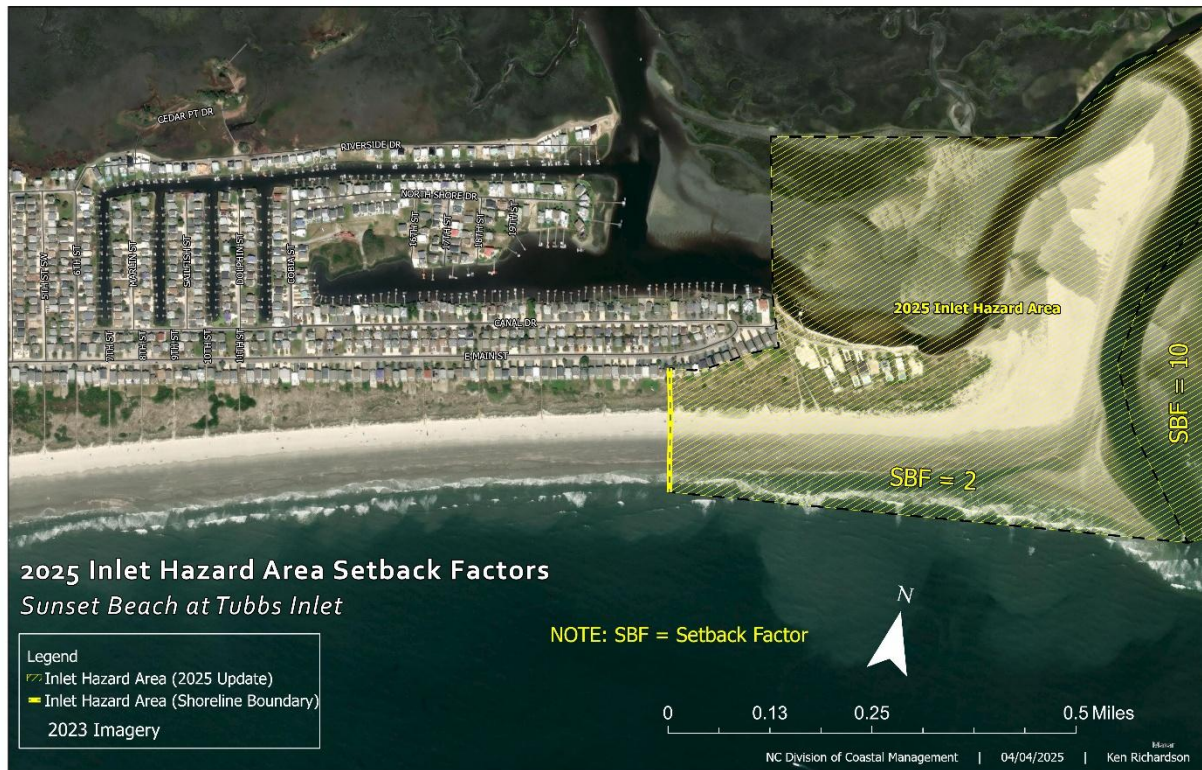 CEDAR PT DR
RIVERSIDE DR
NORTH SHORE DR
16TH ST
17TH ST
18TH ST
19TH ST
5TH ST SW
6TH ST
MARLIN ST
SAILFISH ST
DOLPHIN ST
COBIA ST
CANAL DR
7TH ST
8TH ST
9TH ST
10TH ST
11TH ST
E MAIN ST
2025 Inlet Hazard Area
SBF = 10
SBF = 2
2025 Inlet Hazard Area Setback Factors
Sunset Beach at Tubbs Inlet
NOTE: SBF = Setback Factor
N
Legend
Inlet Hazard Area (2025 Update)
Inlet Hazard Area (Shoreline Boundary)
2023 Imagery
0 0.13 0.25 0.5 Miles
Maxar
NC Division of Coastal Management | 04/04/2025 | Ken Richardson